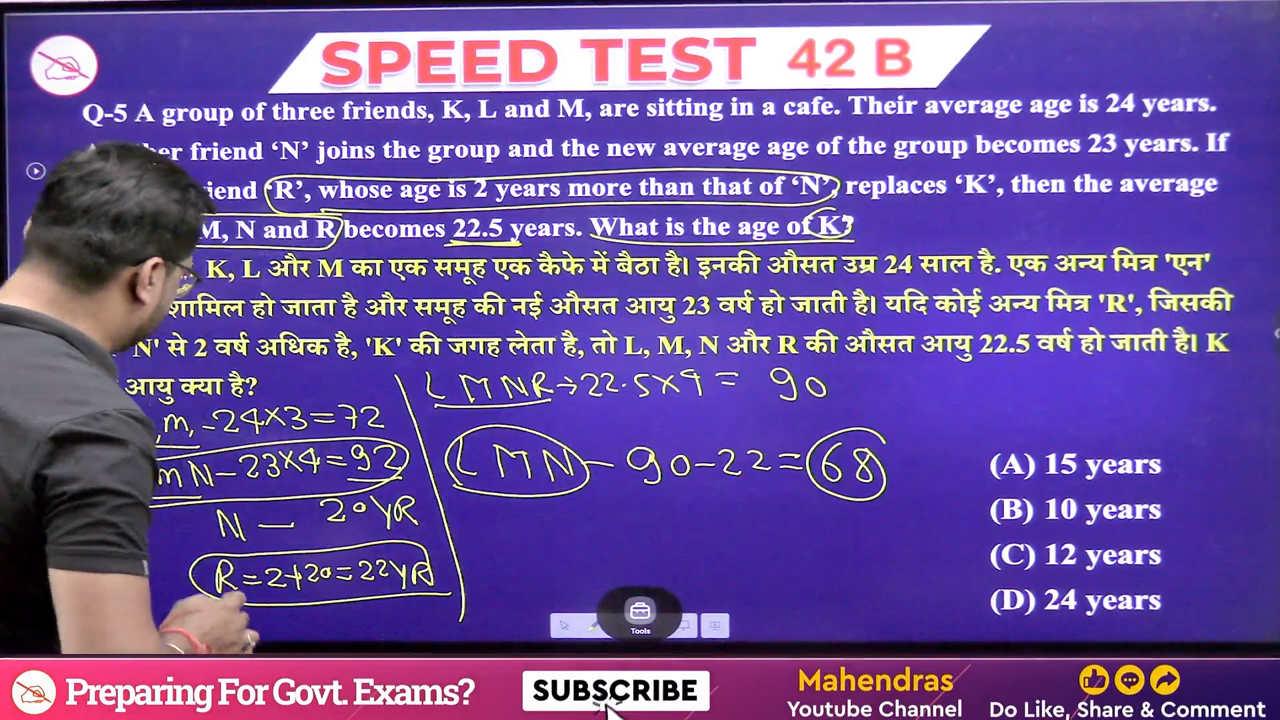 SPEED TEST 42 B
Q-5 A group of three friends, K, L and M, are sitting in a cafe. Their average age is 24 years.
friend ‘N’ joins the group and the new average age of the group becomes 23 years. If
‘R’, whose age is 2 years more than that of ‘N’, replaces ‘K’, then the average
M, N and R becomes 22.5 years. What is the age of K?
K, L और M का एक समूह एक कैफे में बैठा है। इनकी औसत उम्र 24 साल है. एक अन्य मित्र 'एन'
शामिल हो जाता है और समूह की नई औसत आयु 23 वर्ष हो जाती है। यदि कोई अन्य मित्र 'R', जिसकी
'N' से 2 वर्ष अधिक है, 'K' की जगह लेता है, तो L, M, N और R की औसत आयु 22.5 वर्ष हो जाती है। K
आयु क्या है?
LMNR→22.5×4= 90
, m, -24×3=72
mN-23×4=92
LMN - 90-22=68
N - 20YR
R=2+20=22YR
(A) 15 years
(B) 10 years
(C) 12 years
(D) 24 years
Tools
Preparing For Govt. Exams?
SUBSCRIBE
Mahendras
Youtube Channel
Do Like, Share & Comment